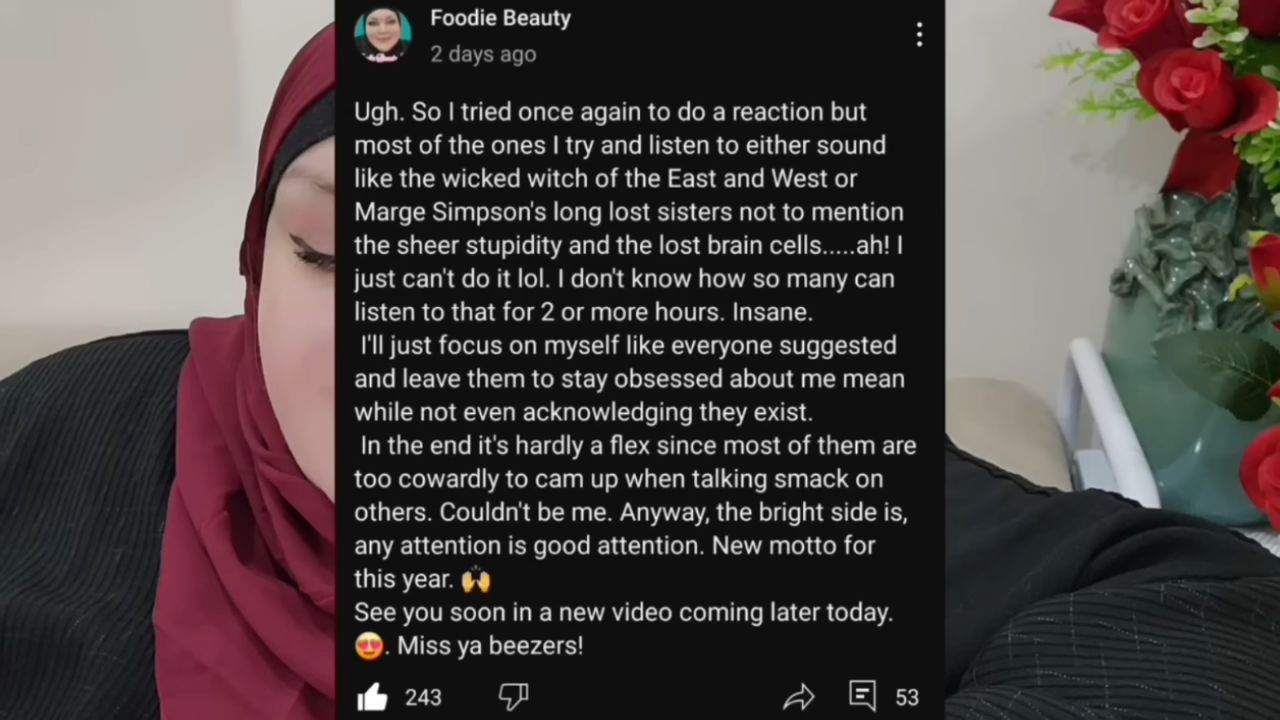 Foodie Beauty
2 days ago
Ugh. So I tried once again to do a reaction but
most of the ones I try and listen to either sound
like the wicked witch of the East and West or
Marge Simpson's long lost sisters not to mention
the sheer stupidity and the lost brain cells.....ah! I
just can't do it lol. I don't know how so many can
listen to that for 2 or more hours. Insane.
I'll just focus on myself like everyone suggested
and leave them to stay obsessed about me mean
while not even acknowledging they exist.
In the end it's hardly a flex since most of them are
too cowardly to cam up when talking smack on
others. Couldn't be me. Anyway, the bright side is,
any attention is good attention. New motto for
this year. 🙌
See you soon in a new video coming later today.
😍. Miss ya beezers!
243
53